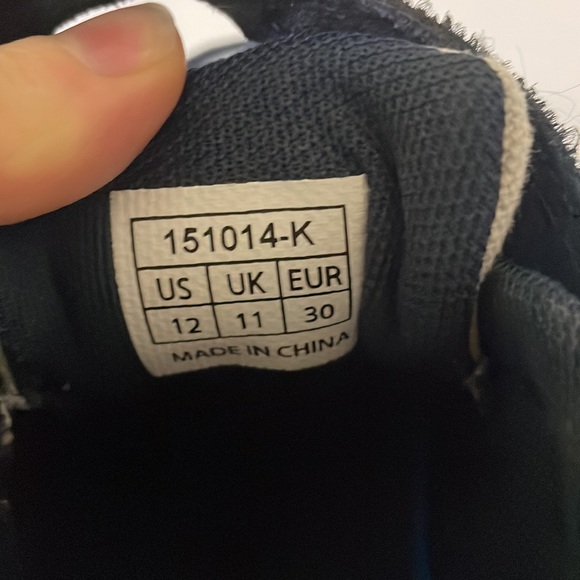 151014-K
US UK EUR
12 11 30
MADE IN CHINA